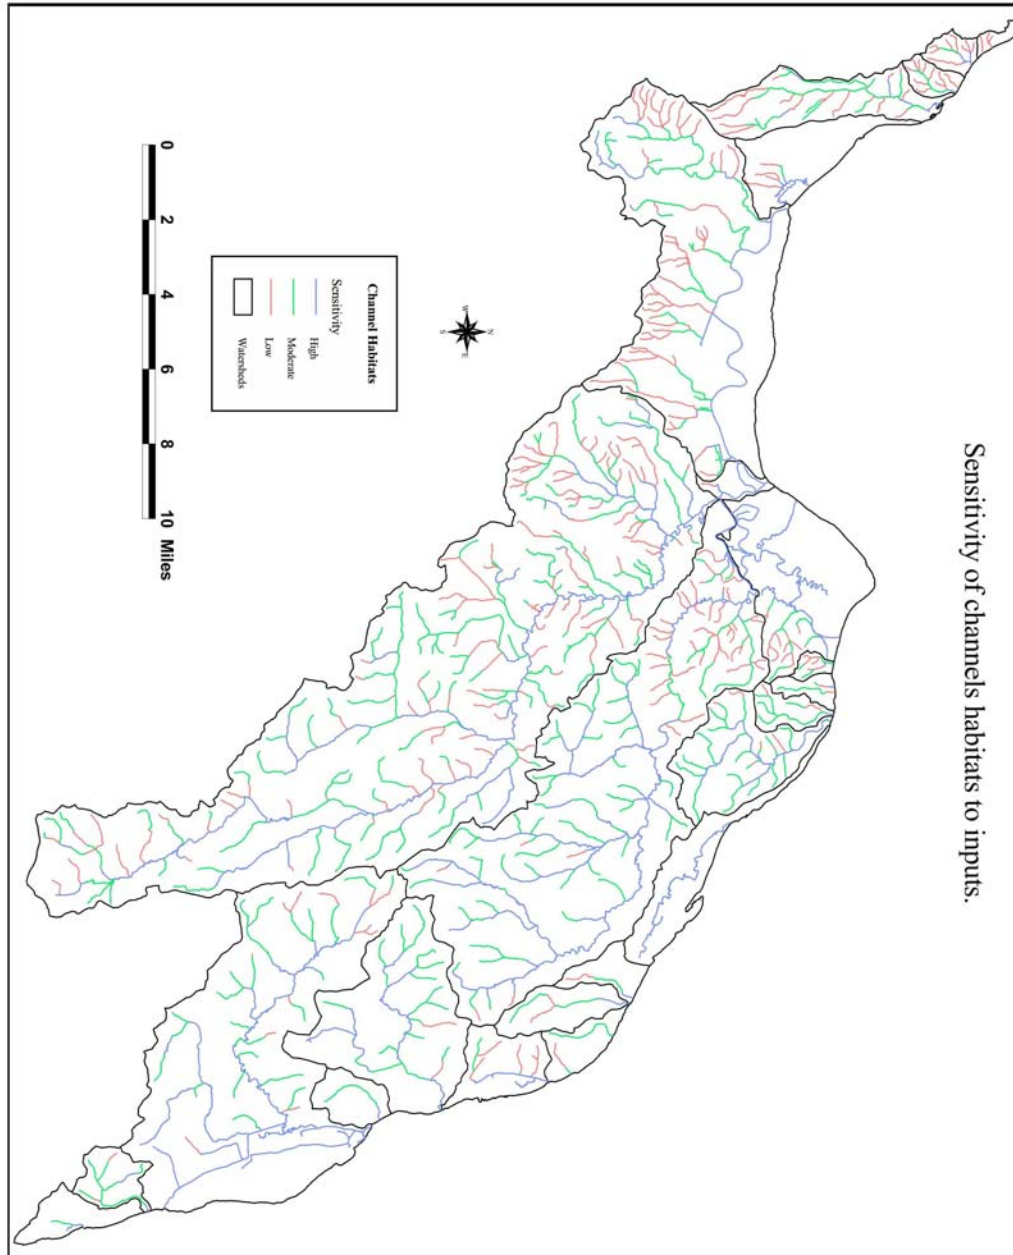 Sensitivity of channels habitats to inputs.
N
W
E
S
Channel Habitats
Sensitivity
High
Moderate
Low
Watersheds
0 2 4 6 8 10 Miles